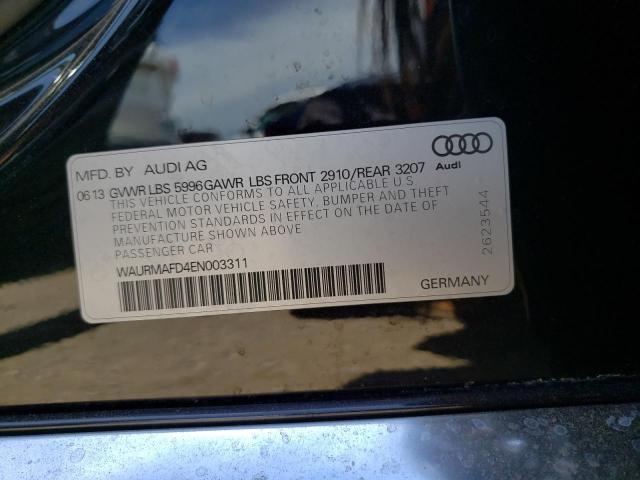 MFD. BY AUDI AG
Audi
06 13 GVWR LBS 5996 GAWR LBS FRONT 2910/REAR 3207
THIS VEHICLE CONFORMS TO ALL APPLICABLE U S
FEDERAL MOTOR VEHICLE SAFETY, BUMPER AND THEFT
PREVENTION STANDARDS IN EFFECT ON THE DATE OF
MANUFACTURE SHOWN ABOVE
PASSENGER CAR
WAURMAFD4EN003311
GERMANY
2623544